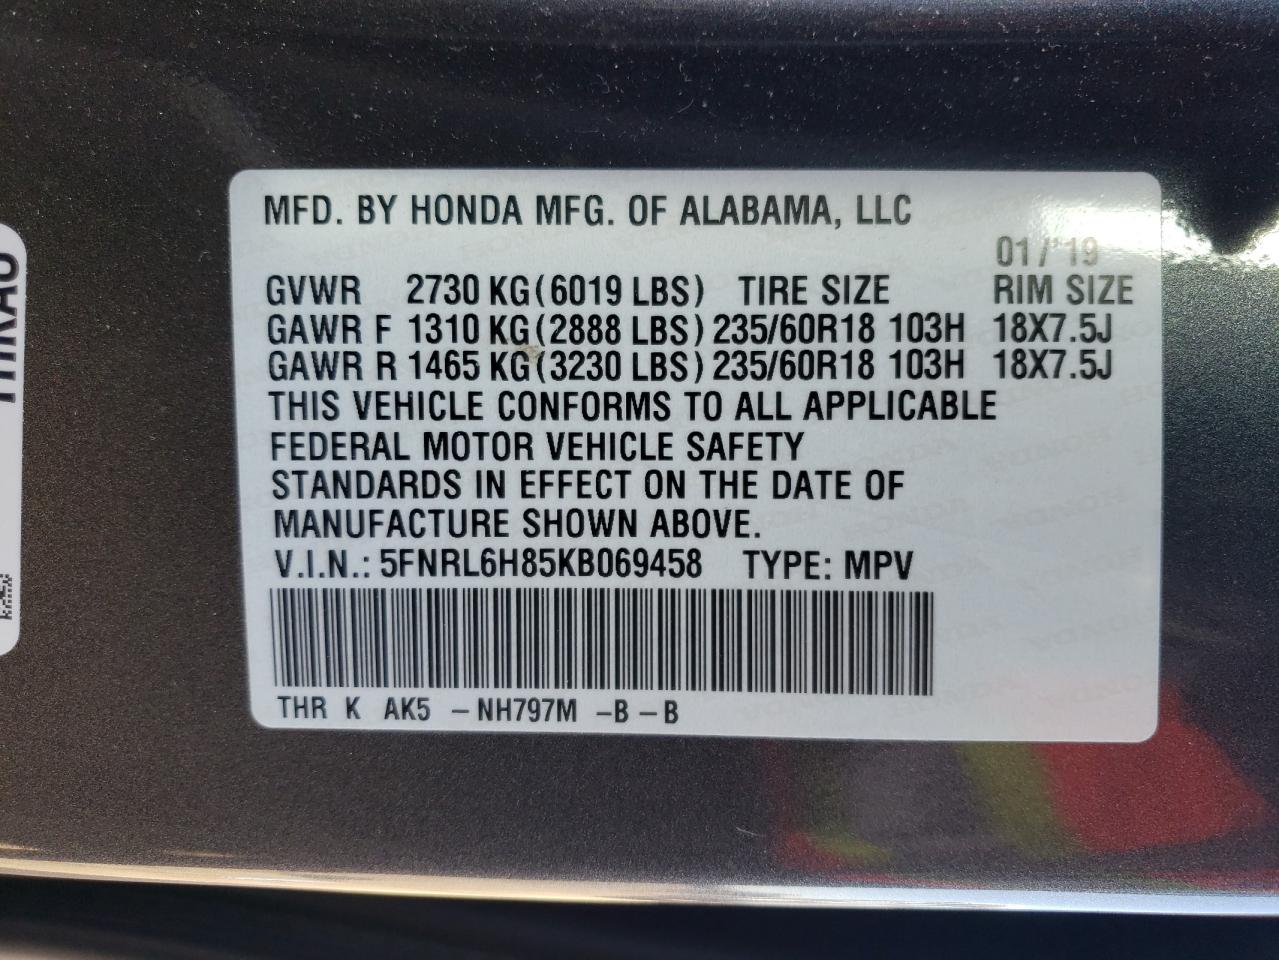 MFD. BY HONDA MFG. OF ALABAMA, LLC
01/'19
GVWR 2730 KG (6019 LBS) TIRE SIZE RIM SIZE
GAWR F 1310 KG (2888 LBS) 235/60R18 103H 18X7.5J
GAWR R 1465 KG (3230 LBS) 235/60R18 103H 18X7.5J
THIS VEHICLE CONFORMS TO ALL APPLICABLE
FEDERAL MOTOR VEHICLE SAFETY
STANDARDS IN EFFECT ON THE DATE OF
MANUFACTURE SHOWN ABOVE.
V.I.N.: 5FNRL6H85KB069458 TYPE: MPV
THR K AK5 -NH797M -B-B